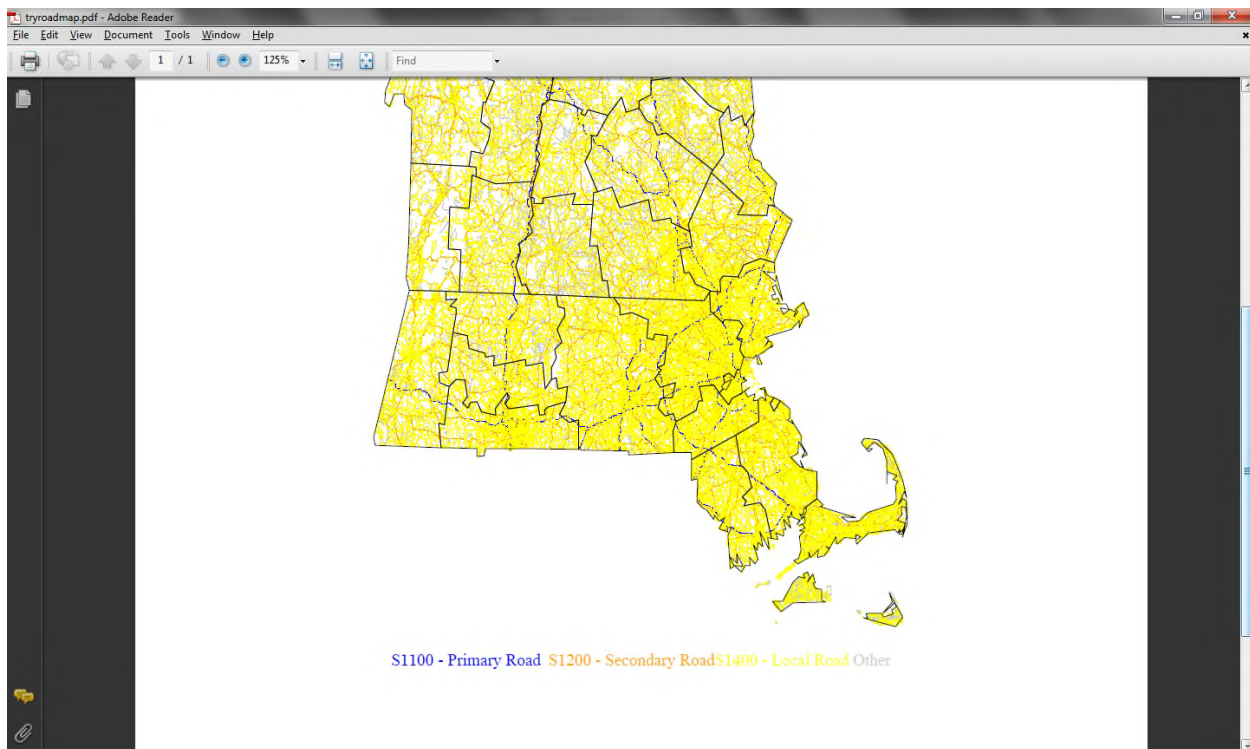 tryroadmap.pdf - Adobe Reader
File Edit View Document Tools Window Help
1 / 1 125% Find
S1100 - Primary Road S1200 - Secondary RoadS1400 - Local Road Other